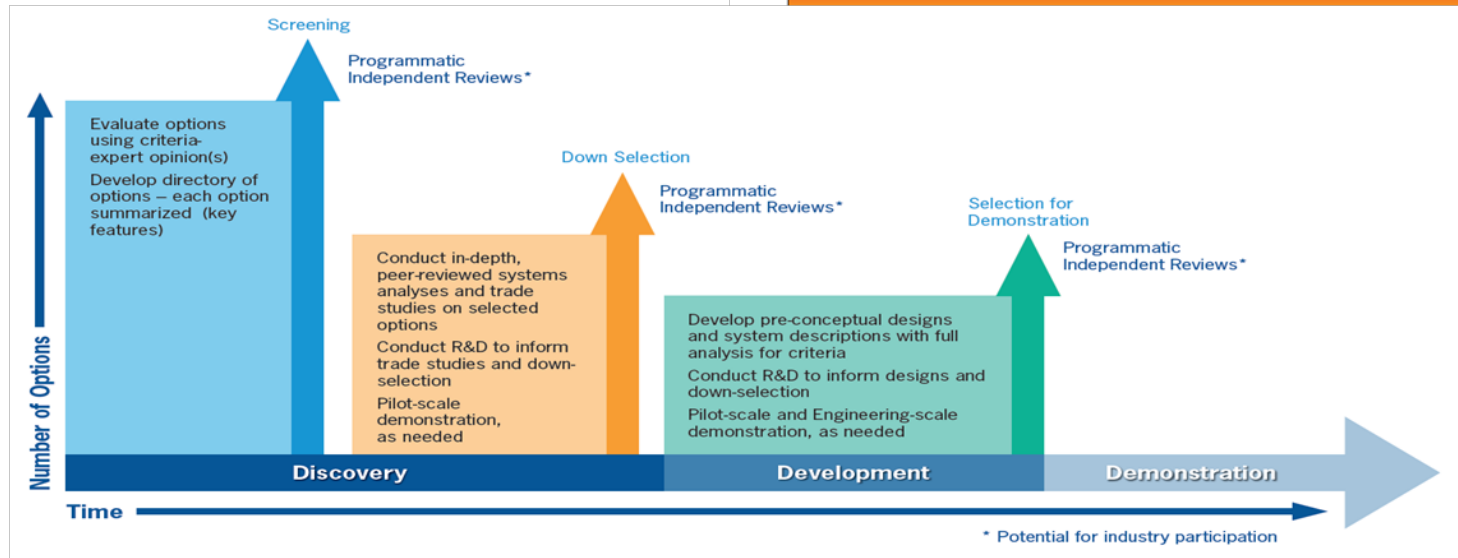 Screening
Programmatic
Independent Reviews*
Evaluate options
using criteria-
expert opinion(s)
Develop directory of
options – each option
summarized (key
features)
Down Selection
Programmatic
Independent Reviews*
Conduct in-depth,
peer-reviewed systems
analyses and trade
studies on selected
options
Conduct R&D to inform
trade studies and down-
selection
Pilot-scale
demonstration,
as needed
Selection for
Demonstration
Programmatic
Independent Reviews*
Develop pre-conceptual designs
and system descriptions with full
analysis for criteria
Conduct R&D to inform designs and
down-selection
Pilot-scale and Engineering-scale
demonstration, as needed
Number of Options
Discovery
Development
Demonstration
Time
* Potential for industry participation